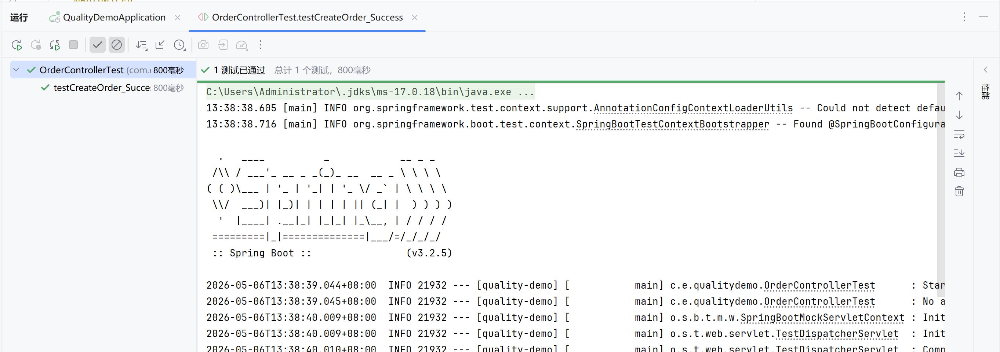 运行 QualityDemoApplication OrderControllerTest.testCreateOrder_Success
OrderControllerTest (com.e 800毫秒
testCreateOrder_Succe 800毫秒
1 测试已通过 总计 1 个测试, 800毫秒
C:\Users\Administrator\.jdks\ms-17.0.18\bin\java.exe ...
13:38:38.605 [main] INFO org.springframework.test.context.support.AnnotationConfigContextLoaderUtils -- Could not detect defau
13:38:38.716 [main] INFO org.springframework.boot.test.context.SpringBootTestContextBootstrapper -- Found @SpringBootConfigura
  .   ____          _            __ _ _
 /\\ / ___'_ __ _ _(_)_ __  __ _ \ \ \ \
( ( )\___ | '_ | '_| | '_ \/ _` | \ \ \ \
 \\/  ___)| |_)| | | | | || (_| |  ) ) ) )
  '  |____| .__|_| |_|_| |_\__, | / / / /
 =========|_|==============|___/=/_/_/_/
 :: Spring Boot ::                (v3.2.5)
2026-05-06T13:38:39.044+08:00  INFO 21932 --- [quality-demo] [           main] c.e.qualitydemo.OrderControllerTest      : Star
2026-05-06T13:38:39.045+08:00  INFO 21932 --- [quality-demo] [           main] c.e.qualitydemo.OrderControllerTest      : No a
2026-05-06T13:38:40.009+08:00  INFO 21932 --- [quality-demo] [           main] o.s.b.t.m.w.SpringBootMockServletContext : Init
2026-05-06T13:38:40.009+08:00  INFO 21932 --- [quality-demo] [           main] o.s.t.web.servlet.TestDispatcherServlet  : Init
2026-05-06T13:38:40.010+08:00  INFO 21932 --- [quality-demo] [           main] o.s.t.web.servlet.TestDispatcherServlet  : Comp
性能